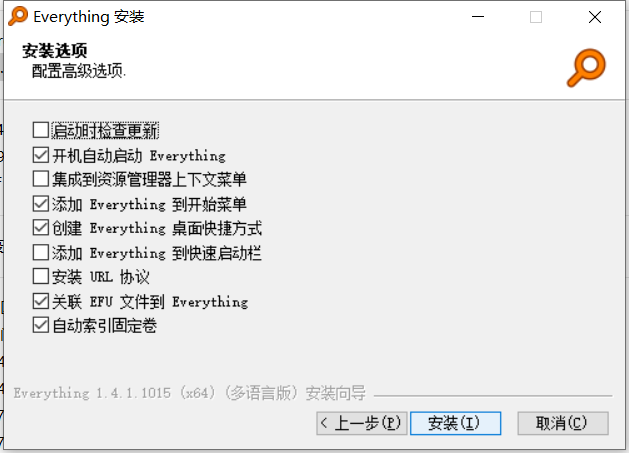 Everything 安装
安装选项
配置高级选项.
启动时检查更新
开机自动启动 Everything
集成到资源管理器上下文菜单
添加 Everything 到开始菜单
创建 Everything 桌面快捷方式
添加 Everything 到快速启动栏
安装 URL 协议
关联 EFU 文件到 Everything
自动索引固定卷
Everything 1.4.1.1015 (x64) (多语言版) 安装向导
< 上一步(P)
安装(I)
取消(C)